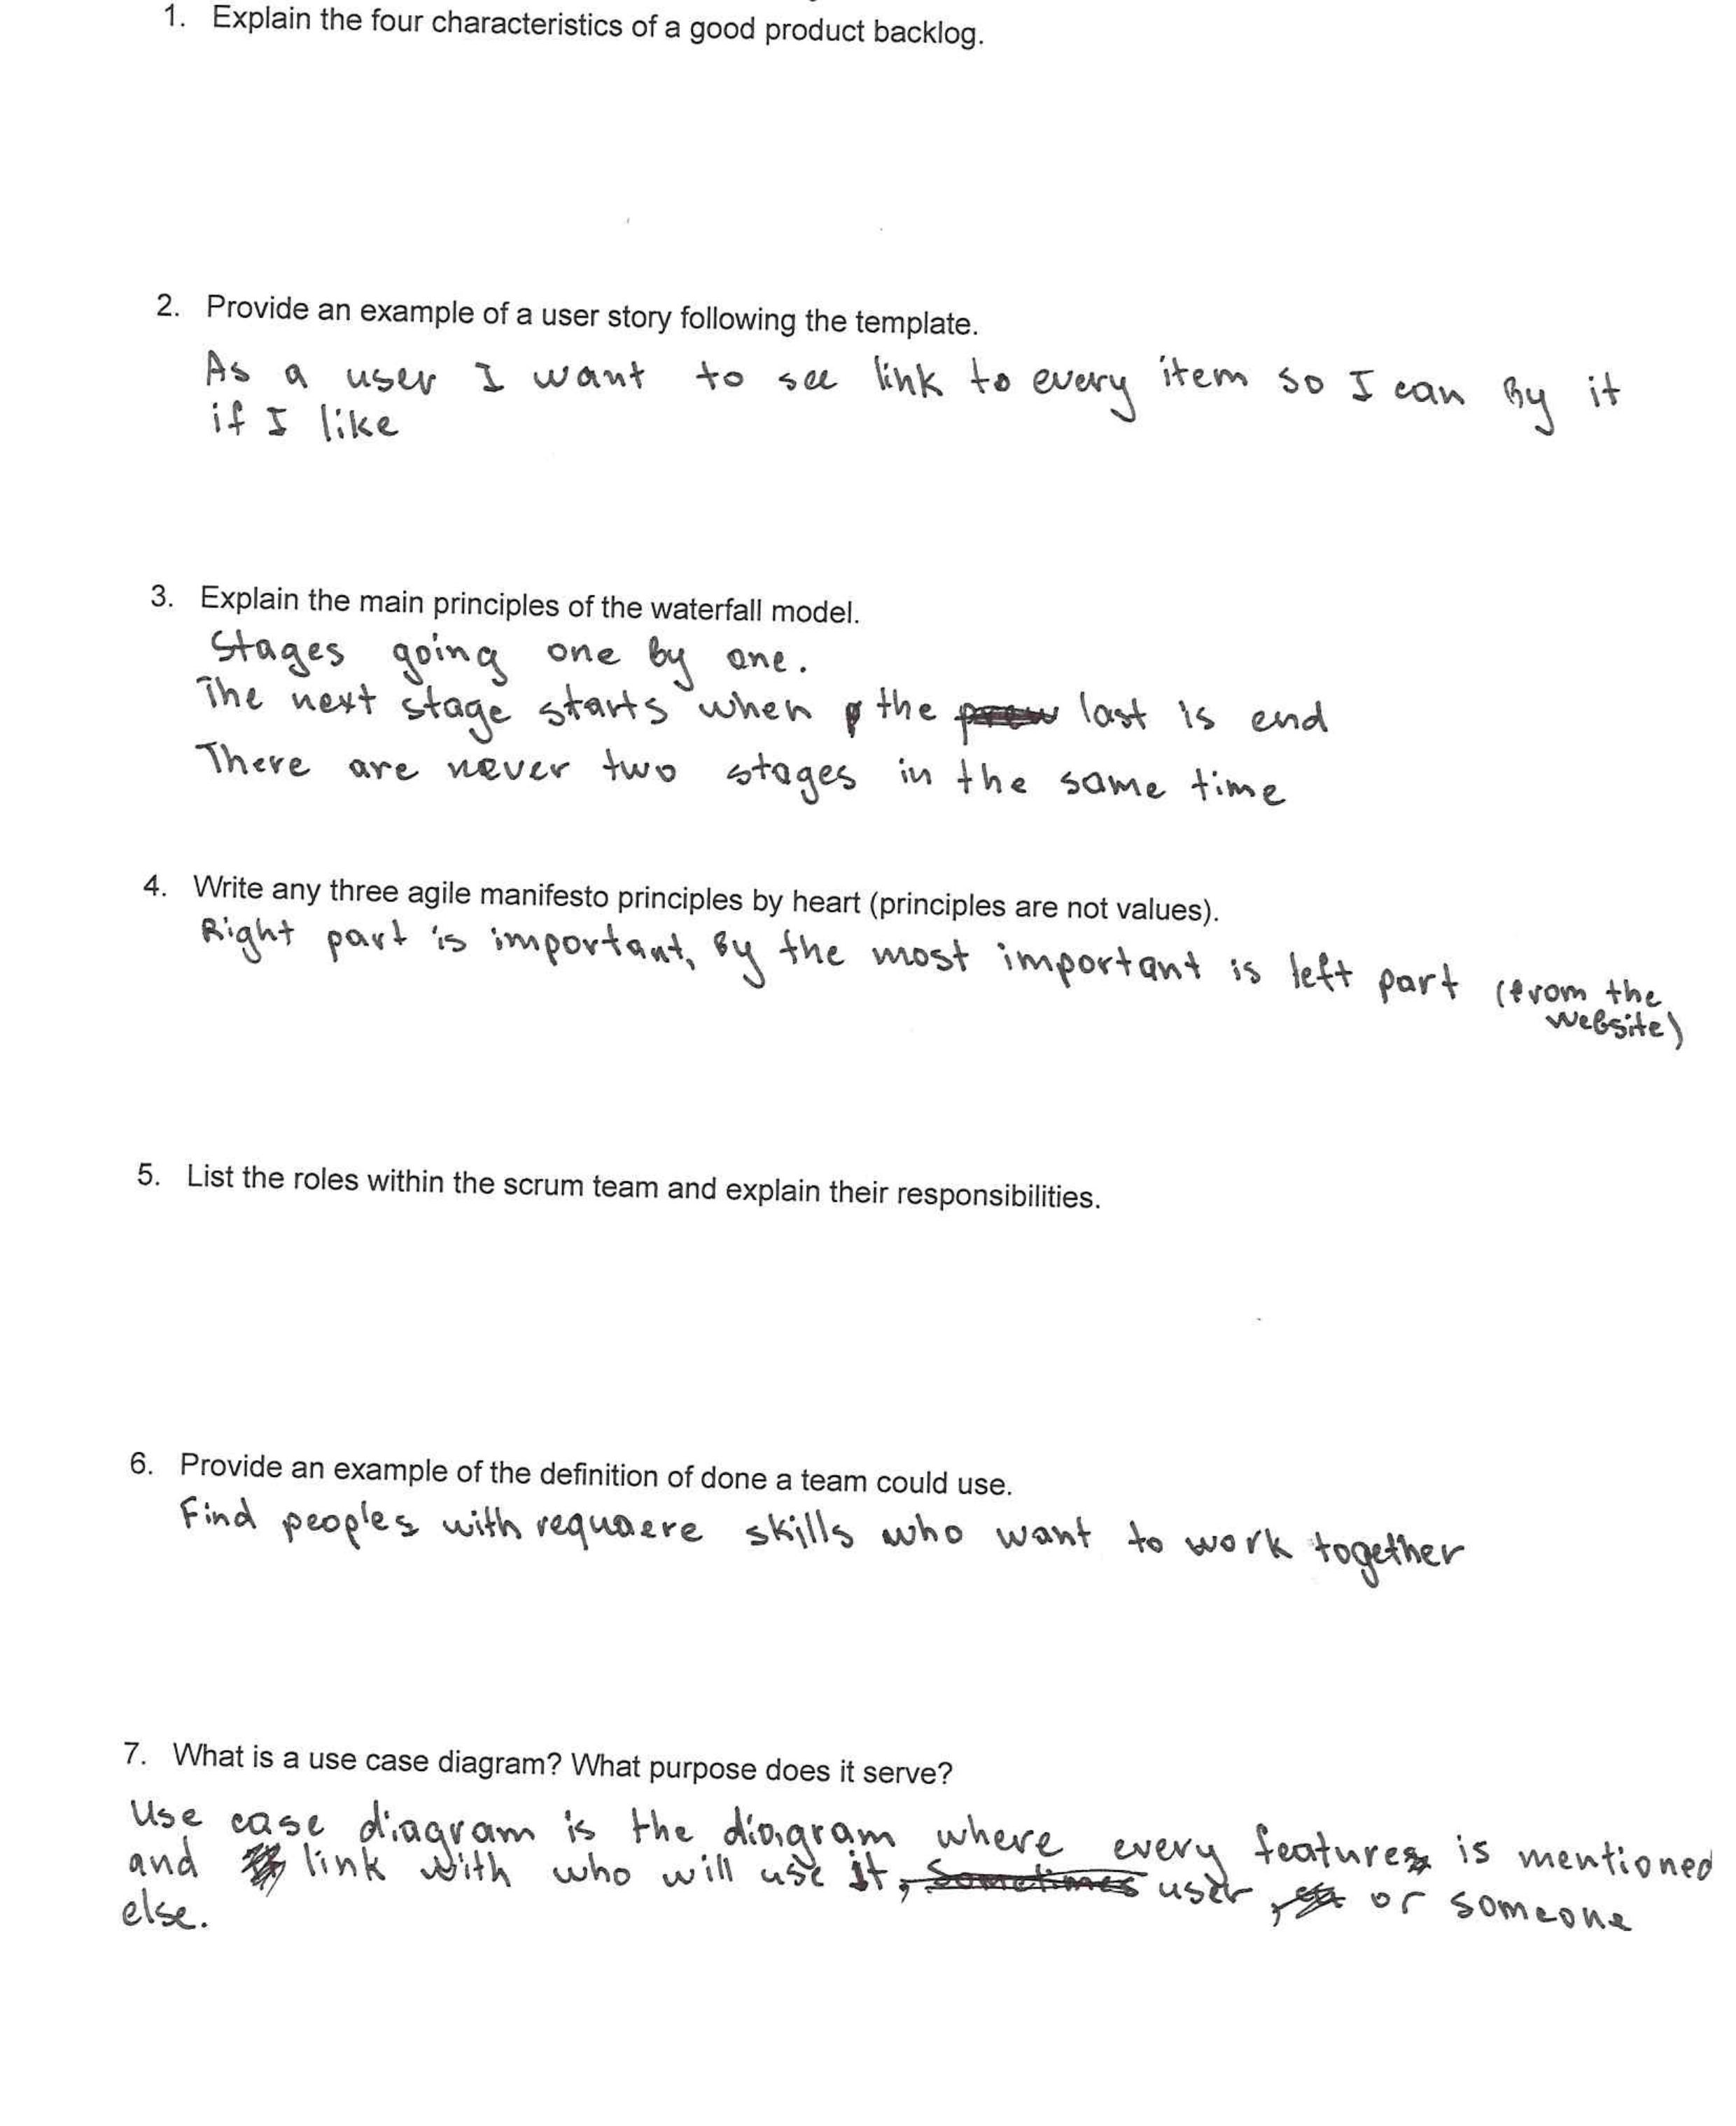 1. Explain the four characteristics of a good product backlog.
2. Provide an example of a user story following the template.
As a user I want to see link to every item so I can by it
if I like
3. Explain the main principles of the waterfall model.
Stages going one by one.
The next stage starts when the last is end
There are never two stages in the same time
4. Write any three agile manifesto principles by heart (principles are not values).
Right part is important, by the most important is left part (from the
website)
5. List the roles within the scrum team and explain their responsibilities.
6. Provide an example of the definition of done a team could use.
Find peoples with requaere skills who want to work together
7. What is a use case diagram? What purpose does it serve?
Use case diagram is the diagram where every feature is mentioned
and link with who will use it, user or someone
else.